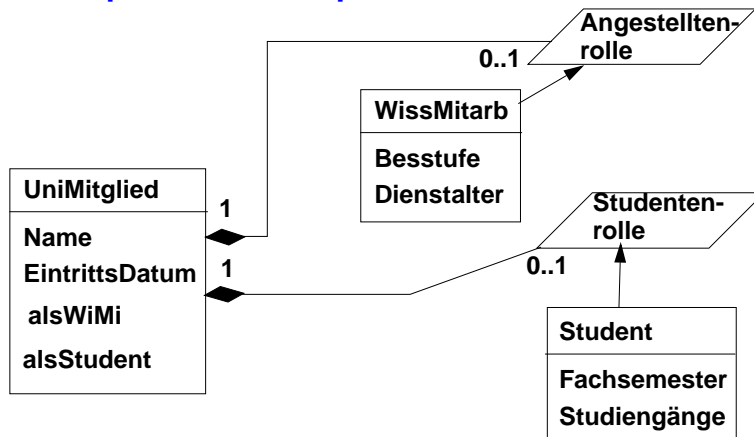 Angestellten-
rolle
0..1
WissMitarb
Besstufe
Dienstalter
UniMitglied
1
Name
EintrittsDatum
alsWiMi
alsStudent
1
Studenten-
rolle
0..1
Student
Fachsemester
Studiengänge